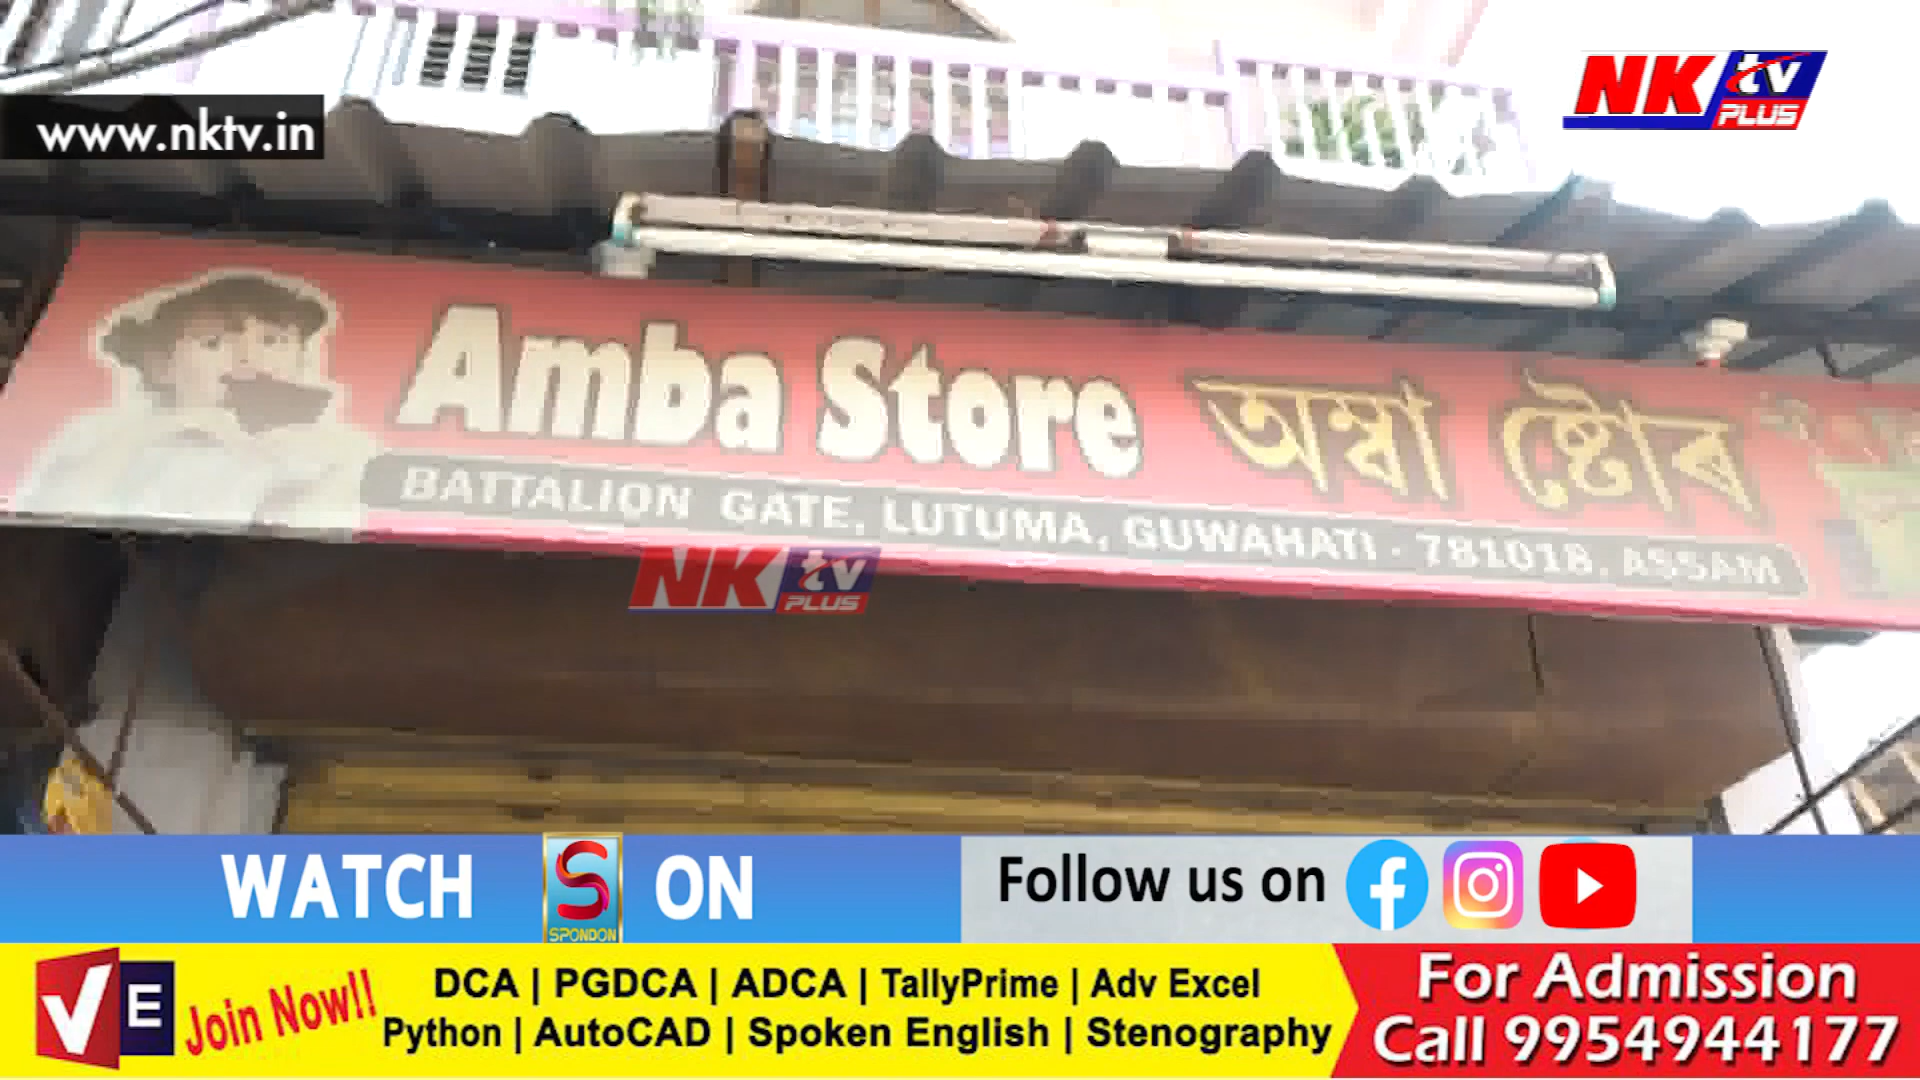 www.nktv.in
NK tv PLUS
Amba Store অম্বা ষ্টোৰ
BATTALION GATE, LUTUMA, GUWAHATI - 781018, ASSAM
NK tv PLUS
WATCH S SPONDON ON
Follow us on
VE Join Now!!
DCA | PGDCA | ADCA | TallyPrime | Adv Excel
Python | AutoCAD | Spoken English | Stenography
For Admission
Call 9954944177